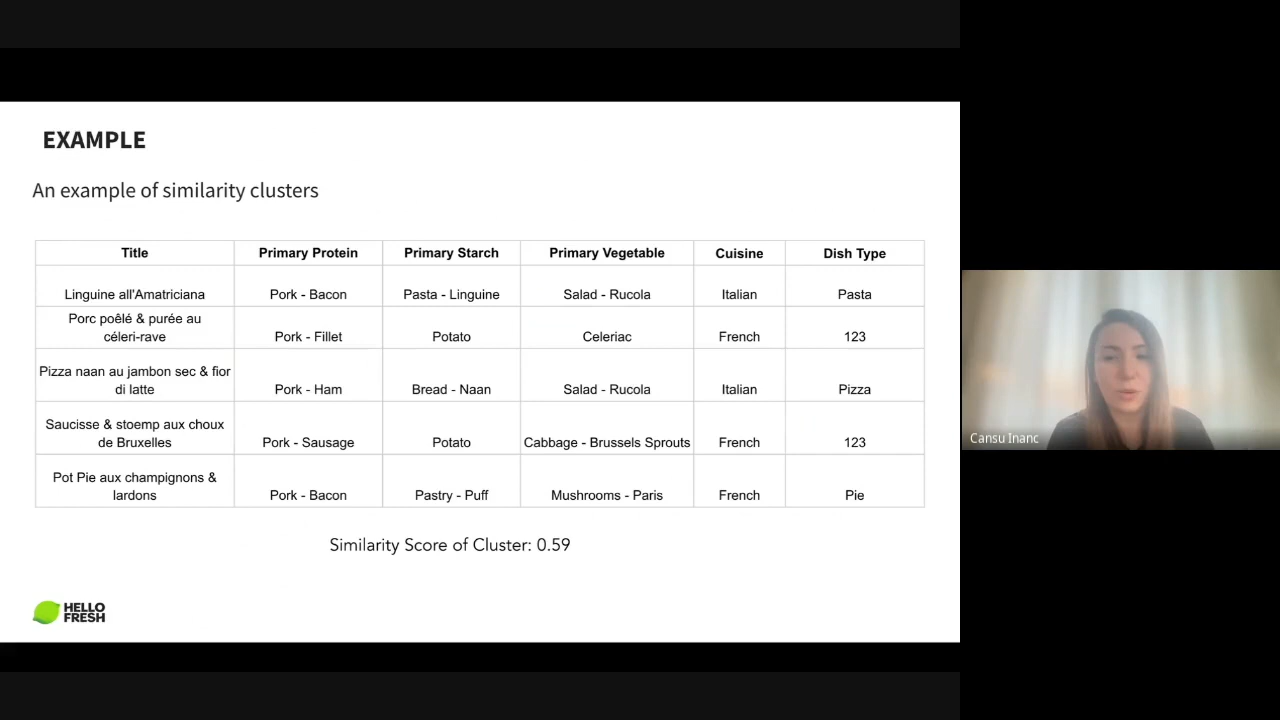 EXAMPLE
An example of similarity clusters
Title Primary Protein Primary Starch Primary Vegetable Cuisine Dish Type
Linguine all'Amatriciana Pork - Bacon Pasta - Linguine Salad - Rucola Italian Pasta
Porc poêlé & purée au
céleri-rave Pork - Fillet Potato Celeriac French 123
Pizza naan au jambon sec & fior
di latte Pork - Ham Bread - Naan Salad - Rucola Italian Pizza
Saucisse & stoemp aux choux
de Bruxelles Pork - Sausage Potato Cabbage - Brussels Sprouts French 123
Pot Pie aux champignons &
lardons Pork - Bacon Pastry - Puff Mushrooms - Paris French Pie
Similarity Score of Cluster: 0.59
HELLO
FRESH
Cansu Inanc